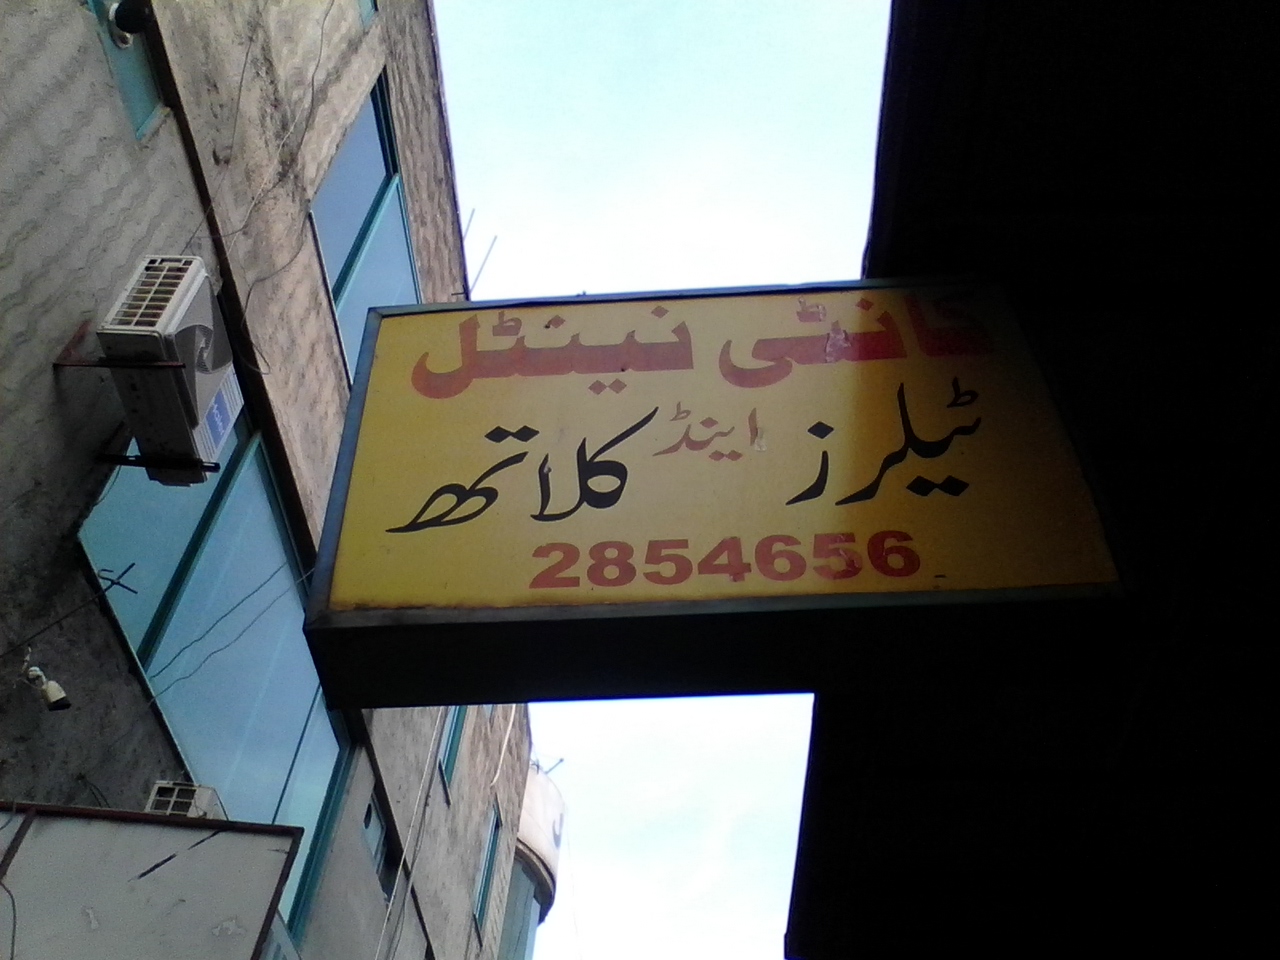 کانٹی نینٹل
ٹیلرز اینڈ کلاتھ
2854656